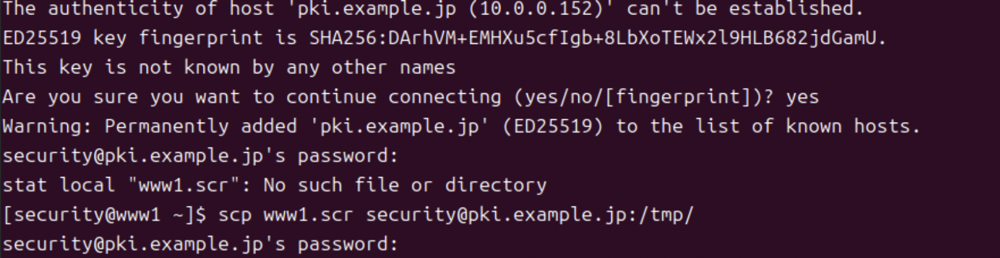 The authenticity of host 'pki.example.jp (10.0.0.152)' can't be established.
ED25519 key fingerprint is SHA256:DArhVM+EMHXu5cfIgb+8LbXoTEWx2l9HLB682jdGamU.
This key is not known by any other names
Are you sure you want to continue connecting (yes/no/[fingerprint])? yes
Warning: Permanently added 'pki.example.jp' (ED25519) to the list of known hosts.
security@pki.example.jp's password:
stat local "www1.scr": No such file or directory
[security@www1 ~]$ scp www1.scr security@pki.example.jp:/tmp/
security@pki.example.jp's password: